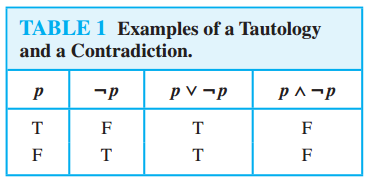 TABLE 1 Examples of a Tautology
and a Contradiction.
p ¬p p ∨ ¬p p ∧ ¬p
T F T F
F T T F